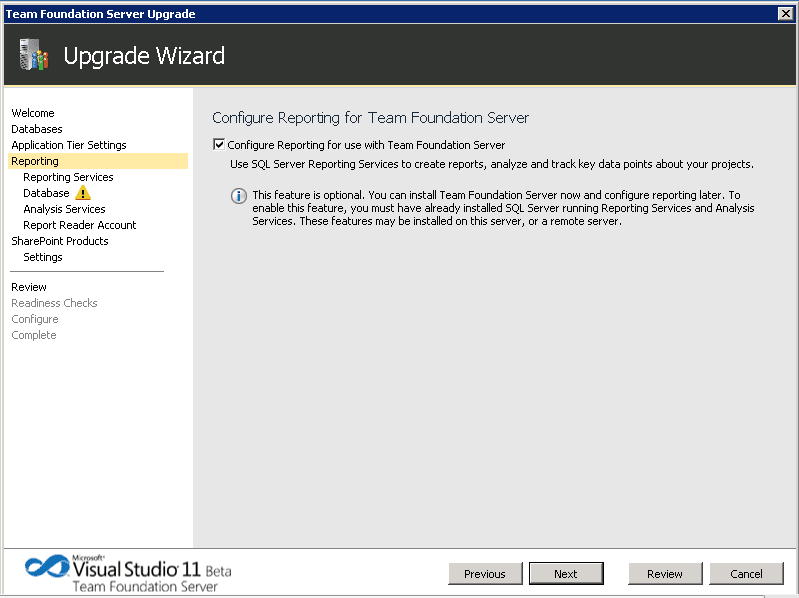 Team Foundation Server Upgrade
Upgrade Wizard
Welcome
Databases
Application Tier Settings
Reporting
Reporting Services
Database
Analysis Services
Report Reader Account
SharePoint Products
Settings
Review
Readiness Checks
Configure
Complete
Configure Reporting for Team Foundation Server
Configure Reporting for use with Team Foundation Server
Use SQL Server Reporting Services to create reports, analyze and track key data points about your projects.
This feature is optional. You can install Team Foundation Server now and configure reporting later. To
enable this feature, you must have already installed SQL Server running Reporting Services and Analysis
Services. These features may be installed on this server, or a remote server.
Microsoft®
Visual Studio 11 Beta
Team Foundation Server
Previous
Next
Review
Cancel